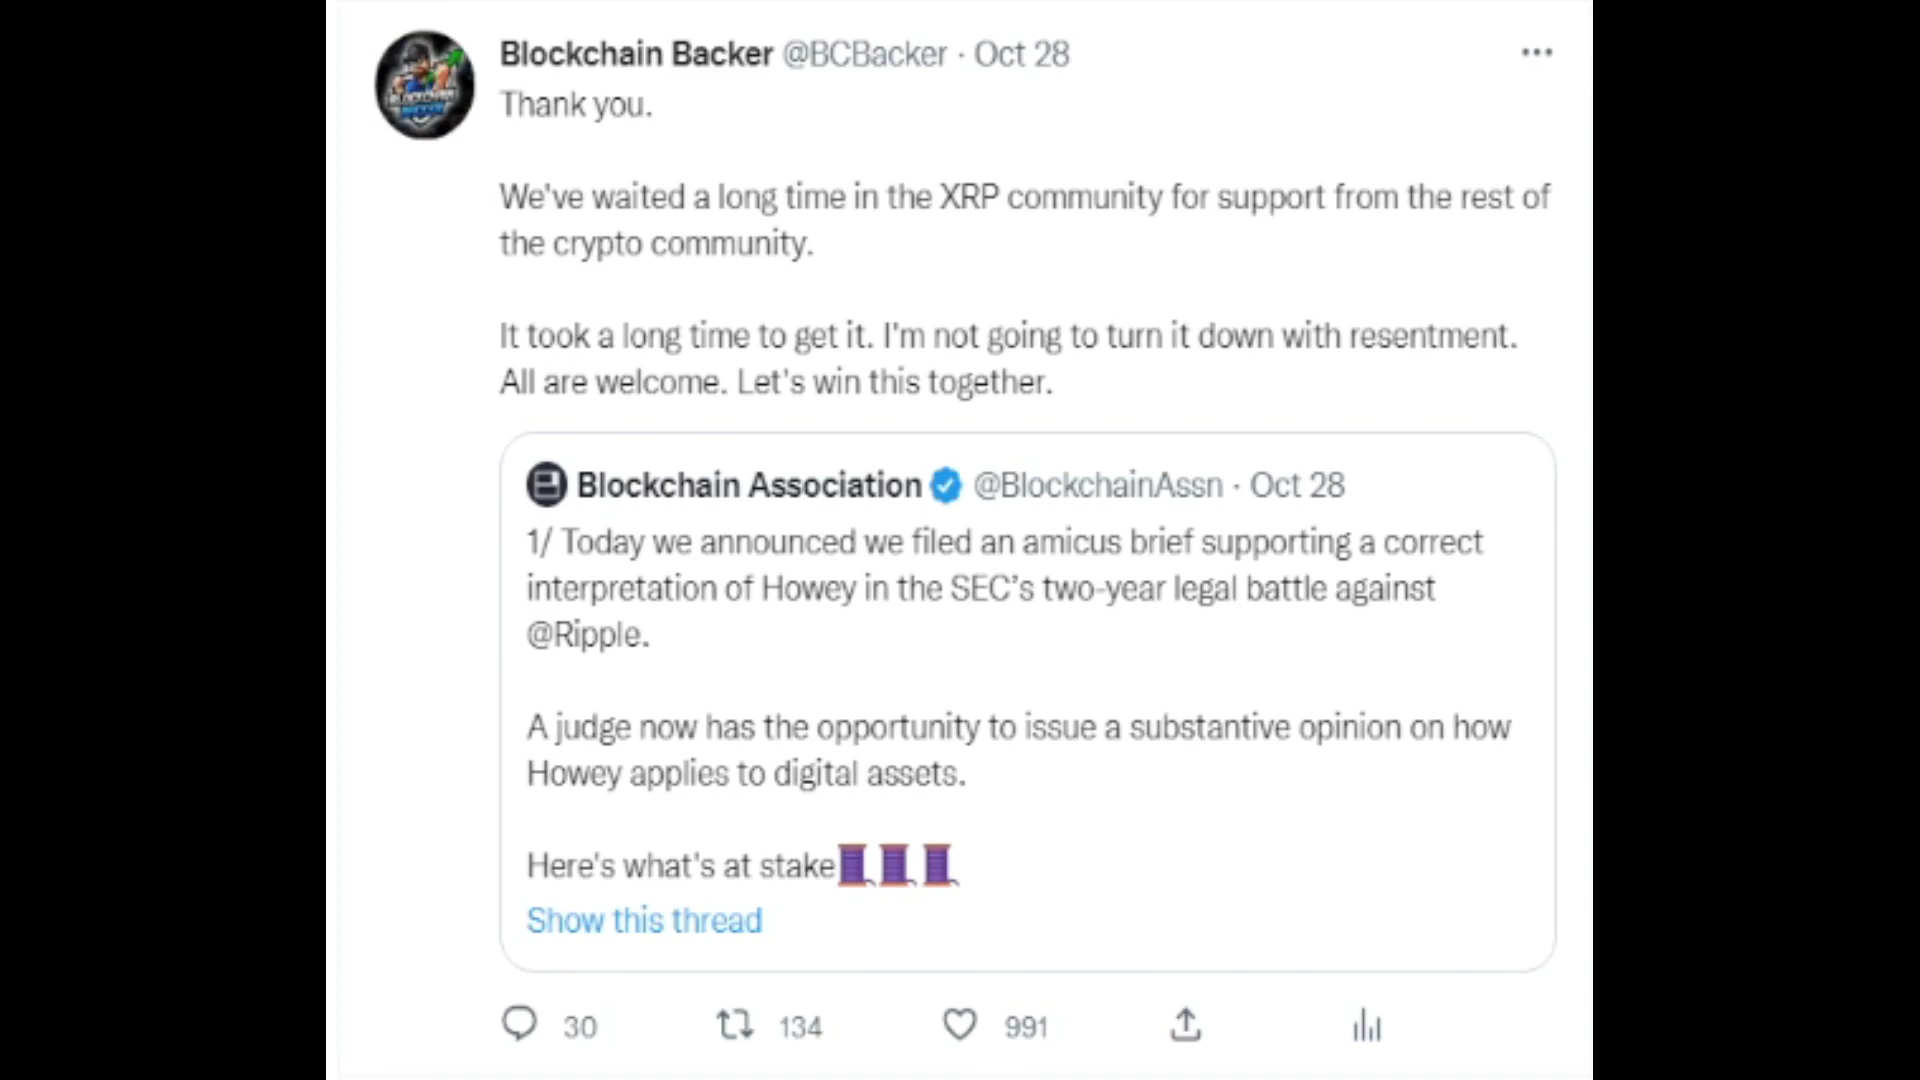 Blockchain Backer @BCBacker · Oct 28
Thank you.
We've waited a long time in the XRP community for support from the rest of
the crypto community.
It took a long time to get it. I'm not going to turn it down with resentment.
All are welcome. Let's win this together.
Blockchain Association @BlockchainAssn · Oct 28
1/ Today we announced we filed an amicus brief supporting a correct
interpretation of Howey in the SEC’s two-year legal battle against
@Ripple.
A judge now has the opportunity to issue a substantive opinion on how
Howey applies to digital assets.
Here's what's at stake🧵🧵🧵
Show this thread
30 134 991